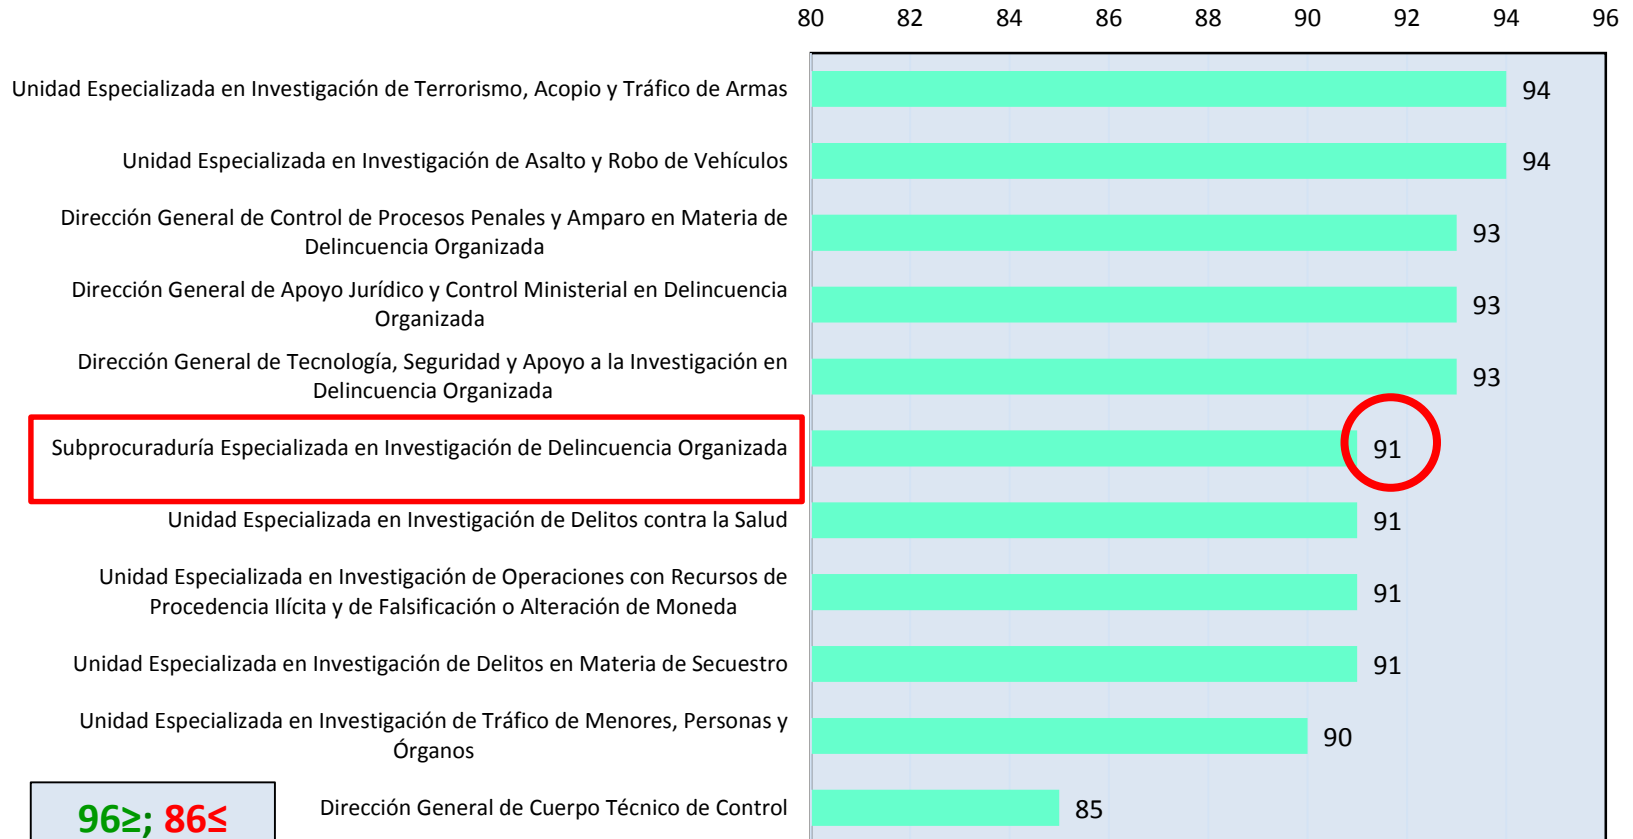 80 82 84 86 88 90 92 94 96
Unidad Especializada en Investigación de Terrorismo, Acopio y Tráfico de Armas 94
Unidad Especializada en Investigación de Asalto y Robo de Vehículos 94
Dirección General de Control de Procesos Penales y Amparo en Materia de
Delincuencia Organizada 93
Dirección General de Apoyo Jurídico y Control Ministerial en Delincuencia
Organizada 93
Dirección General de Tecnología, Seguridad y Apoyo a la Investigación en
Delincuencia Organizada 93
Subprocuraduría Especializada en Investigación de Delincuencia Organizada 91
Unidad Especializada en Investigación de Delitos contra la Salud 91
Unidad Especializada en Investigación de Operaciones con Recursos de
Procedencia Ilícita y de Falsificación o Alteración de Moneda 91
Unidad Especializada en Investigación de Delitos en Materia de Secuestro 91
Unidad Especializada en Investigación de Tráfico de Menores, Personas y
Órganos 90
Dirección General de Cuerpo Técnico de Control 85
96≥; 86≤